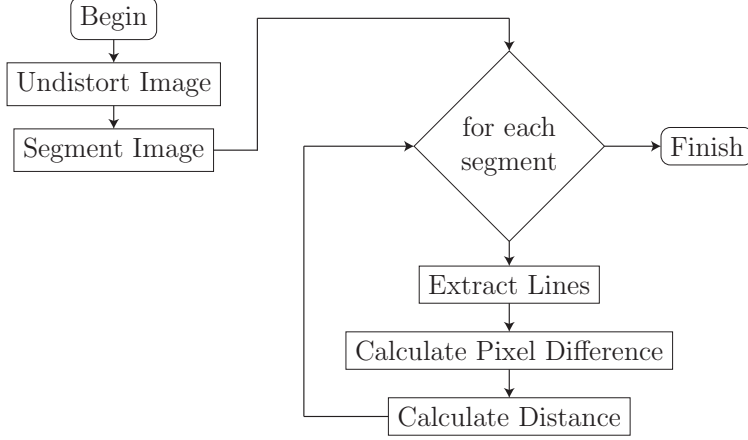 Begin
Undistort Image
Segment Image
for each
segment
Finish
Extract Lines
Calculate Pixel Difference
Calculate Distance